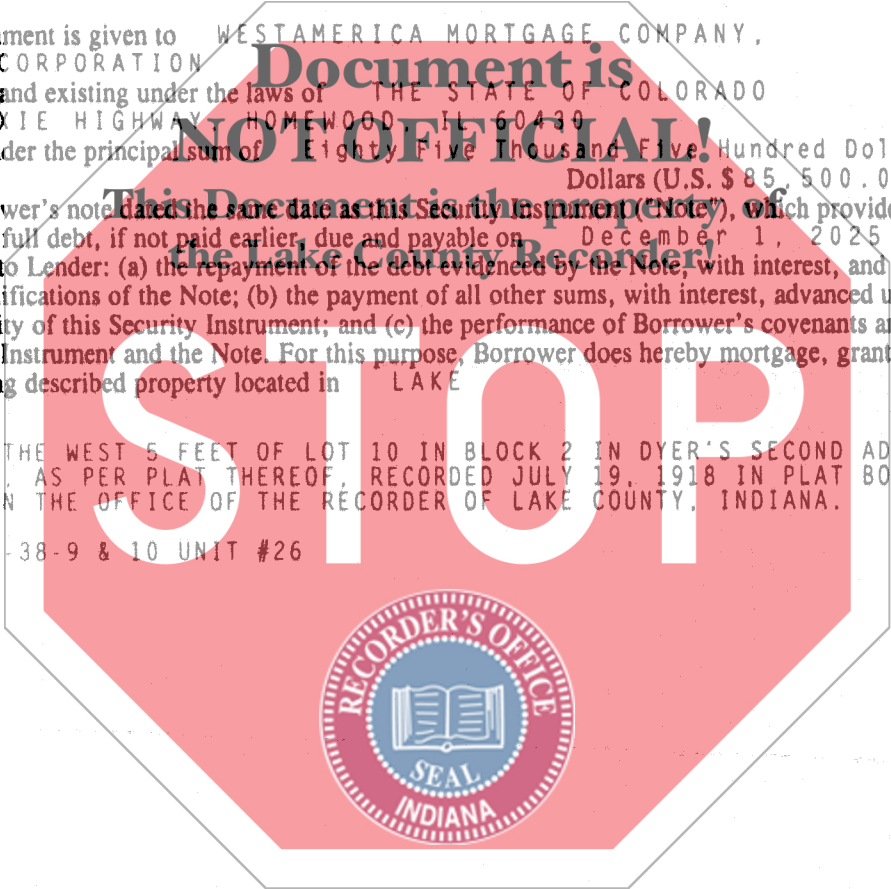 ment is given to WESTAMERICA MORTGAGE COMPANY,
CORPORATION
Document is
and existing under the laws of THE STATE OF COLORADO
XIE HIGHWAY, HOMEWOOD, IL 60430
NOT OFFICIAL!
der the principal sum of Eighty Five Thousand Five Hundred Dol
Dollars (U.S. $ 85,500.0
This Document is the property of
wer's note dated the same date as this Security Instrument ("Note"), which provide
full debt, if not paid earlier, due and payable on December 1, 2025
the Lake County Recorder!
to Lender: (a) the repayment of the debt evidenced by the Note, with interest, and
ifications of the Note; (b) the payment of all other sums, with interest, advanced u
ty of this Security Instrument; and (c) the performance of Borrower's covenants a
Instrument and the Note. For this purpose, Borrower does hereby mortgage, grant
g described property located in LAKE
STOP
THE WEST 5 FEET OF LOT 10 IN BLOCK 2 IN DYER'S SECOND AD
, AS PER PLAT THEREOF, RECORDED JULY 19, 1918 IN PLAT BO
N THE OFFICE OF THE RECORDER OF LAKE COUNTY, INDIANA.
-38-9 & 10 UNIT #26
RECORDER'S OFFICE
SEAL
INDIANA